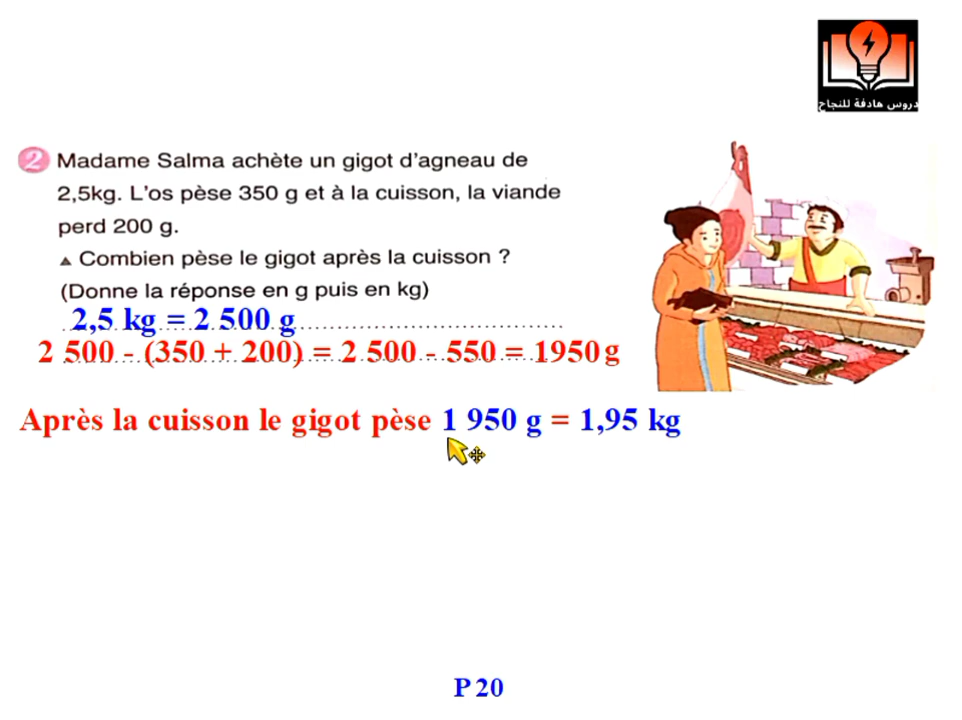 دروس هادفة للنجاح
2 Madame Salma achète un gigot d'agneau de
2,5kg. L'os pèse 350 g et à la cuisson, la viande
perd 200 g.
▲ Combien pèse le gigot après la cuisson ?
(Donne la réponse en g puis en kg)
2,5 kg = 2 500 g
2 500 - (350 + 200) = 2 500 - 550 = 1950 g
Après la cuisson le gigot pèse 1 950 g = 1,95 kg
P 20